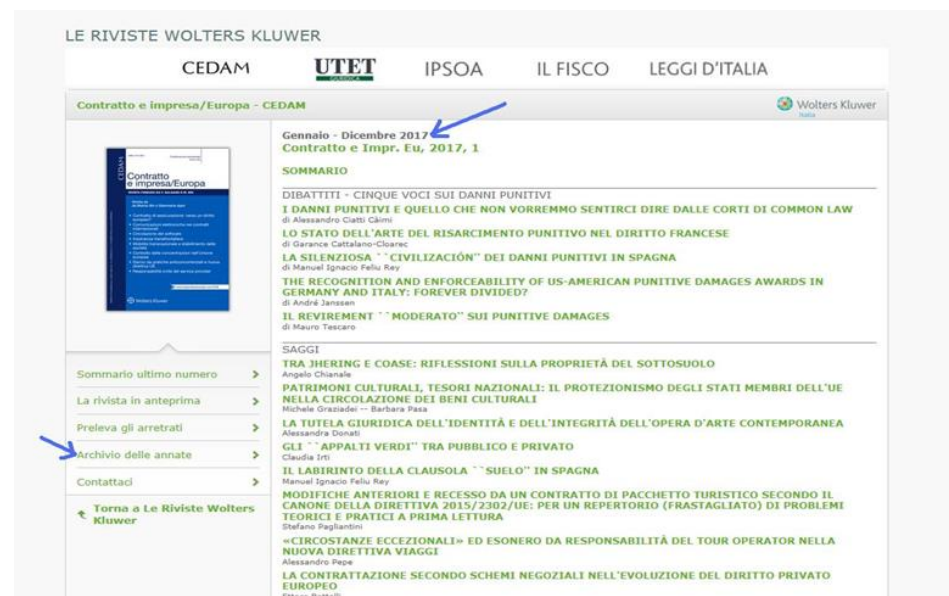 LE RIVISTE WOLTERS KLUWER
CEDAM UTET GIURIDICA IPSOA IL FISCO LEGGI D'ITALIA
Contratto e impresa/Europa - CEDAM
Wolters Kluwer
Italia
CEDAM
Contratto
e impresa/Europa
Wolters Kluwer
Sommario ultimo numero
La rivista in anteprima
Preleva gli arretrati
Archivio delle annate
Contattaci
Torna a Le Riviste Wolters
Kluwer
Gennaio - Dicembre 2017
Contratto e Impr. Eu, 2017, 1
SOMMARIO
DIBATTITI - CINQUE VOCI SUI DANNI PUNITIVI
I DANNI PUNITIVI E QUELLO CHE NON VORREMMO SENTIRCI DIRE DALLE CORTI DI COMMON LAW
di Alessandro Ciatti Càimi
LO STATO DELL'ARTE DEL RISARCIMENTO PUNITIVO NEL DIRITTO FRANCESE
di Garance Cattalano-Cloarec
LA SILENZIOSA ``CIVILIZACIÓN'' DEI DANNI PUNITIVI IN SPAGNA
di Manuel Ignacio Feliu Rey
THE RECOGNITION AND ENFORCEABILITY OF US-AMERICAN PUNITIVE DAMAGES AWARDS IN
GERMANY AND ITALY: FOREVER DIVIDED?
di André Janssen
IL REVIREMENT ``MODERATO'' SUI PUNITIVE DAMAGES
di Mauro Tescaro
SAGGI
TRA JHERING E COASE: RIFLESSIONI SULLA PROPRIETÀ DEL SOTTOSUOLO
Angelo Chianale
PATRIMONI CULTURALI, TESORI NAZIONALI: IL PROTEZIONISMO DEGLI STATI MEMBRI DELL'UE
NELLA CIRCOLAZIONE DEI BENI CULTURALI
Michele Graziadei -- Barbara Pasa
LA TUTELA GIURIDICA DELL'IDENTITÀ E DELL'INTEGRITÀ DELL'OPERA D'ARTE CONTEMPORANEA
Alessandra Donati
GLI ``APPALTI VERDI'' TRA PUBBLICO E PRIVATO
Claudia Irti
IL LABIRINTO DELLA CLAUSOLA ``SUELO'' IN SPAGNA
Manuel Ignacio Feliu Rey
MODIFICHE ANTERIORI E RECESSO DA UN CONTRATTO DI PACCHETTO TURISTICO SECONDO IL
CANONE DELLA DIRETTIVA 2015/2302/UE: PER UN REPERTORIO (FRASTAGLIATO) DI PROBLEMI
TEORICI E PRATICI A PRIMA LETTURA
Stefano Pagliantini
«CIRCOSTANZE ECCEZIONALI» ED ESONERO DA RESPONSABILITÀ DEL TOUR OPERATOR NELLA
NUOVA DIRETTIVA VIAGGI
Alessandro Pepe
LA CONTRATTAZIONE SECONDO SCHEMI NEGOZIALI NELL'EVOLUZIONE DEL DIRITTO PRIVATO
EUROPEO